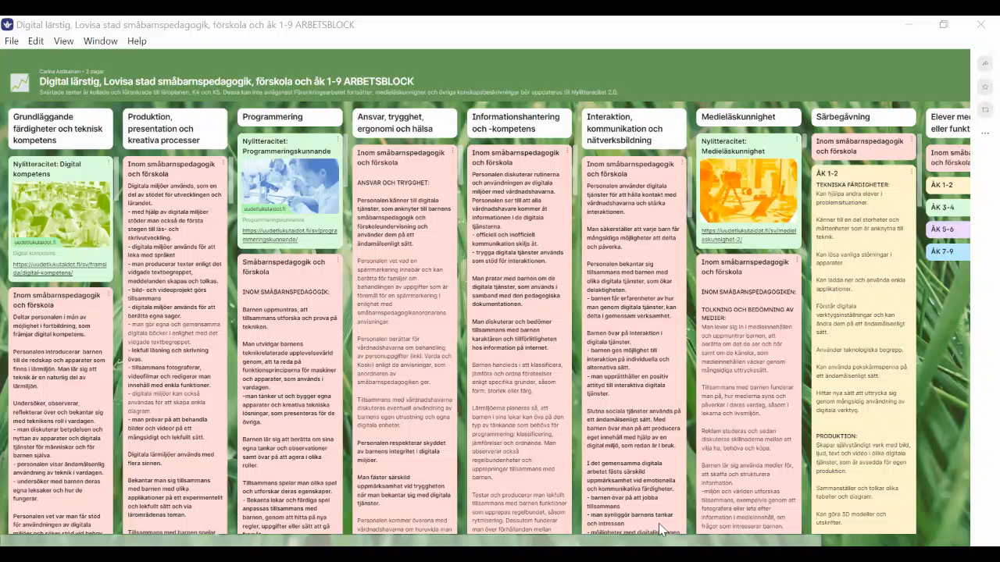 Digital lärstig, Lovisa stad småbarnspedagogik, förskola och åk 1-9 ARBETSBLOCK
File Edit View Window Help
Carina Astikainen • 2 dagar
Digital lärstig, Lovisa stad småbarnspedagogik, förskola och åk 1-9 ARBETSBLOCK
Svärtade texter är kollade och förankrade till läroplanen, K4 och K5. Dessa kan inte avlägsnas! Förankringsarbetet fortsätter, medieläskunnighet och övriga kunskapsbeskrivningar bör uppdateras till Nylitteracitet 2.0.
Grundläggande
färdigheter och teknisk
kompetens
Nylitteracitet: Digital
kompetens
uudetlukutaidot.fi
Digital kompetens
https://uudetlukutaidot.fi/sv/framsi
da/digital-kompetens/
Inom småbarnspedagogik
och förskola
Deltar personalen i mån av
möjlighet i fortbildning, som
främjar digital kompetens.
Personalen introducerar barnen
till de redskap och apparater som
finns i lärmiljön. Man lär sig att
teknik är en naturlig del av
lärmiljön.
Undersöker, observerar,
reflekterar över och bekantar sig
med teknikens roll i vardagen.
- man diskuterar betydelsen och
nyttan av apparater och digitala
tjänster för människor och för
barnen själva.
- personalen visar ändamålsenlig
användning av teknik i vardagen.
- undersöker med barnen deras
egna leksaker och hur de
fungerar.
Personalen vet var man får stöd
för användningen av digitala
Produktion,
presentation och
kreativa processer
Inom småbarnspedagogik
och förskola
Digitala miljöer används, som en
del av stödet för utvecklingen och
lärandet.
- med hjälp av digitala miljöer
stöder man också de första
stegen till läs- och
skrivutveckling.
- digitala miljöer används för att
leka med språket
- man producerar texter enligt det
vidgade textbegreppet,
meddelanden skapas och tolkas.
- bild- och videoprojekt görs
tillsammans
- digitala miljöer används för att
berätta egna sagor.
- man gör egna och gemensamma
digitala böcker i enlighet med det
vidgade textbegreppet.
- lekfull läsning och skrivning
övas.
- tillsammans fotograferar,
videofilmar och redigerar man
innehåll med enkla funktioner.
- digitala miljöer kan också
användas för att skapa enkla
diagram.
- man prövar på att behandla
bilder och videor på ett
mångsidigt och lekfullt sätt.
Digitala lärmiljöer används med
flera sinnen.
Bekantar man sig tillsammans
med barnen med olika
applikationer på ett experimentellt
och lekfullt sätt och via
lärområdenas teman.
Tillsammans med barnen spelar
Programmering
Nylitteracitet:
Programmeringskunnande
uudetlukutaidot.fi
Programmeringskunnande
https://uudetlukutaidot.fi/sv/progra
mmeringskunnande/
Småbarnspedagogik och
förskola
INOM SMÅBARNSPEDAGOGIK:
Barnen uppmuntras, att
tillsammans utforska och prova på
tekniken.
Man utvidgar barnens
teknikrelaterade upplevelsevärld
genom, att ta reda på
funktionsprinciperna för maskiner
och apparater, som används i
vardagen.
-man tänker ut och bygger egna
apparater och kreativa tekniska
lösningar, som presenteras för de
övriga.
Barnen lär sig att berätta om sina
egna tankar och observationer
samt övar på att agera i olika
roller.
Tillsammans spelar man olika spel
och utforskar deras egenskaper.
- Bekanta lekar och färdiga spel
anpassas tillsammans med
barnen, genom att hitta på nya
regler, uppgifter eller sätt att gå
Ansvar, trygghet,
ergonomi och hälsa
Inom småbarnspedagogik
och förskola
ANSVAR OCH TRYGGHET:
Personalen känner till digitala
tjänster, som anknyter till barnens
småbarnspedagogik och
förskoleundervisning och
använder dem på ett
ändamålsenligt sätt.
Personalen vet vad en
spärrmarkering innebär och kan
berätta för familjer om
behandlingen av uppgifter som är
föremål för en spärrmarkering i
enlighet med
småbarnspedagogikanordnarens
anvisningar.
Personalen berättar för
vårdnadshavarna om behandling
av personuppgifter (inkl. Varda och
Koski) enligt de anvisningar, som
anordnaren av
småbarnspedagogiken ger.
Tillsammans med vårdnadshavarna
diskuteras eventuell användning av
barnens egen utrustning och egna
digitala enheter.
Personalen respekterar skyddet
av barnens integritet i digitala
miljöer.
Man fäster särskild
uppmärksamhet vid tryggheten
när man bekantar sig med digitala
tjänster.
Personalen kommer överens med
vårdnadshavarna om huruvida man
Informationshantering
och -kompetens
Inom småbarnspedagogik
och förskola
Personalen diskuterar rutinerna
och användningen av digitala
miljöer med vårdnadshavarna.
Personalen ser till att alla
vårdnadshavare kommer åt
informationen i de digitala
tjänsterna.
- officiell och inofficiell
kommunikation skiljs åt.
- trygga digitala tjänster används
som stöd för interaktionen.
Man pratar med barnen om de
digitala tjänster, som används i
samband med den pedagogiska
dokumentationen.
Man diskuterar och bedömer
tillsammans med barnen
karaktären och tillförlitligheten
hos information på internet.
Barnen handleds i att klassificera,
jämföra och ordna företeelser
enligt specifika grunder, såsom
form, storlek eller färg.
Lärmiljöerna planeras så, att
barnen i sina lekar kan öva på den
typ av tänkande som behövs för
programmering: klassificering,
jämförelser och ordnande. Man
observerar också
regelbundenheter och
upprepningar tillsammans med
barnen.
Testar och producerar man lekfullt
tillsammans med barnen funktioner
som upprepas regelbundet, såsom
rytmisering. Dessutom funderar
man över förhållanden mellan
Interaktion,
kommunikation och
nätverksbildning
Inom småbarnspedagogik
och förskola
Personalen använder digitala
tjänster för att hålla kontakt med
vårdnadshavarna och stärka
interaktionen.
Man säkerställer att varje barn får
mångsidiga möjligheter att delta
och påverka.
Personalen bekantar sig
tillsammans med barnen med
olika digitala tjänster, som ökar
delaktigheten.
- barnen får erfarenheter av hur
man genom digitala tjänster, kan
delta i gemensam verksamhet.
Barnen övar på interaktion i
digitala tjänster.
- barnen ges möjlighet till
interaktion på individuella och
alternativa sätt.
- man upprätthåller en positiv
attityd till interaktiva digitala
tjänster.
Slutna sociala tjänster används på
ett ändamålsenligt sätt. Med
barnen övar man på att producera
eget innehåll med hjälp av en
digital miljö, som redan är i bruk.
I det gemensamma digitala
arbetet fästs särskild
uppmärksamhet vid emotionella
och kommunikativa färdigheter.
- barnen övar på att jobba
tillsammans
- man synliggör barnens tankar
och intressen
Medieläskunnighet
Nylitteracitet:
Medieläskunnighet
https://uudetlukutaidot.fi/sv/mediel
askunnighet-2/
Inom småbarnspedagogik
och förskola
INOM SMÅBARNSPEDAGOGIKEN:
TOLKNING OCH BEDÖMNING AV
MEDIER:
Man lever sig in i medieinnehållen
och uppmuntrar barnen, att
berätta om det de ser och hör
samt om de känslor, som
medieinnehållen väcker genom
mångsidiga uttryckssätt.
Tillsammans med barnen funderar
man på, hur medierna syns och
påverkar i deras vardag, såsom i
lekarna och livsmiljön.
Reklam studeras och sedan
diskuteras skillnaderna mellan att
vilja ha, behöva och köpa.
Barnen lär sig använda medier för,
att skaffa och strukturera
information.
-miljön och världen utforskas
tillsammans, exempelvis genom att
fotografera eller leta efter
information i medieinnehåll, om
frågor som intresserar barnen.
Särbegåvning
Inom småbarnspedagogik
och förskola
ÅK 1-2
TEKNISKA FÄRDIGHETER:
Kan hjälpa andra elever i
problemsituationer.
Känner till en del storheter och
måttenheter som är anknytna till
teknik.
Kan lösa vanliga störningar i
apparater.
Kan ladda ner och använda enkla
applikationer.
Förstår digitala
verktygsinställningar och kan
ändra dem på ett ändamålsenligt
sätt.
Använder teknologiska begrepp.
Kan använda pekskärmspenna på
ett ändamålsenligt sätt.
Hittar nya sätt att uttrycka sig
genom mångsidig användning av
digitala verktyg.
PRODUKTION:
Skapar självständigt verk med bild,
ljud, text och video i olika digitala
tjänster, som är avsedda för egen
produktion.
Sammanställer och tolkar olika
tabeller och diagram.
Kan göra 3D modeller och
utskrifter.
Elever med
eller funkt
Inom små
och förskola
ÅK 1-2
ÅK 3-4
ÅK 5-6
ÅK 7-9